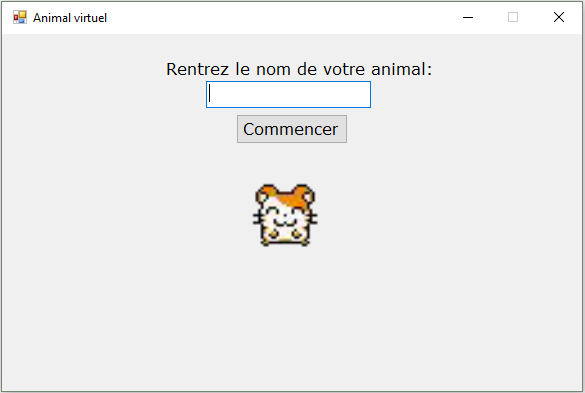 Animal virtuel
Rentrez le nom de votre animal:
Commencer